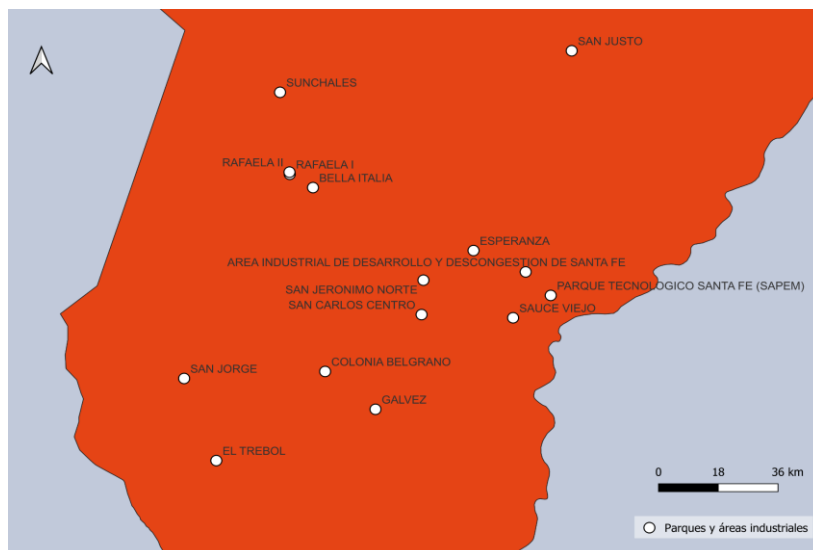 SAN JUSTO
SUNCHALES
RAFAELA II
RAFAELA I
BELLA ITALIA
ESPERANZA
AREA INDUSTRIAL DE DESARROLLO Y DESCONGESTION DE SANTA FE
SAN JERONIMO NORTE
PARQUE TECNOLOGICO SANTA FE (SAPEM)
SAN CARLOS CENTRO
SAUCE VIEJO
COLONIA BELGRANO
SAN JORGE
GALVEZ
EL TREBOL
0 18 36 km
Parques y áreas industriales